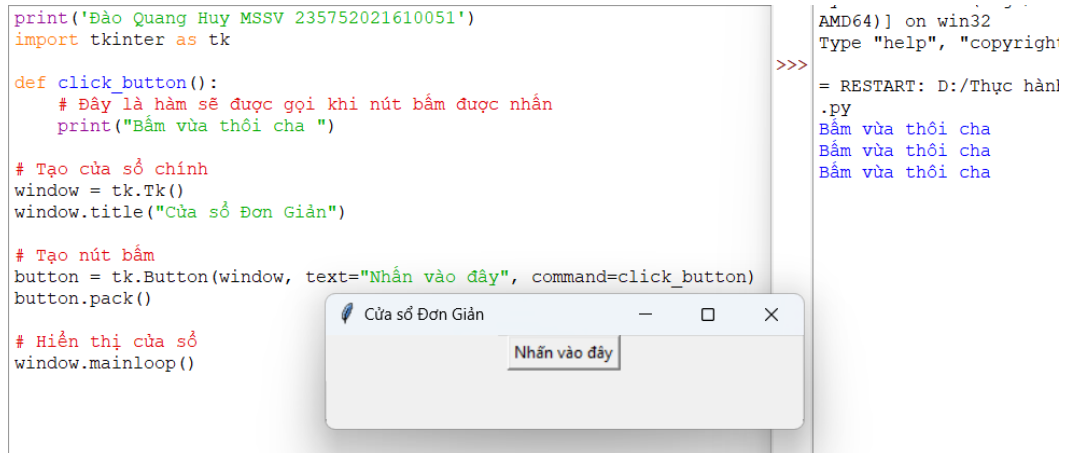 print('Đào Quang Huy MSSV 235752021610051')
import tkinter as tk
def click_button():
# Đây là hàm sẽ được gọi khi nút bấm được nhấn
print("Bấm vừa thôi cha ")
# Tạo cửa sổ chính
window = tk.Tk()
window.title("Cửa sổ Đơn Giản")
# Tạo nút bấm
button = tk.Button(window, text="Nhấn vào đây", command=click_button)
button.pack()
# Hiển thị cửa sổ
window.mainloop()
Cửa sổ Đơn Giản
Nhấn vào đây
AMD64)] on win32
Type "help", "copyright
>>>
= RESTART: D:/Thực hành
.py
Bấm vừa thôi cha
Bấm vừa thôi cha
Bấm vừa thôi cha